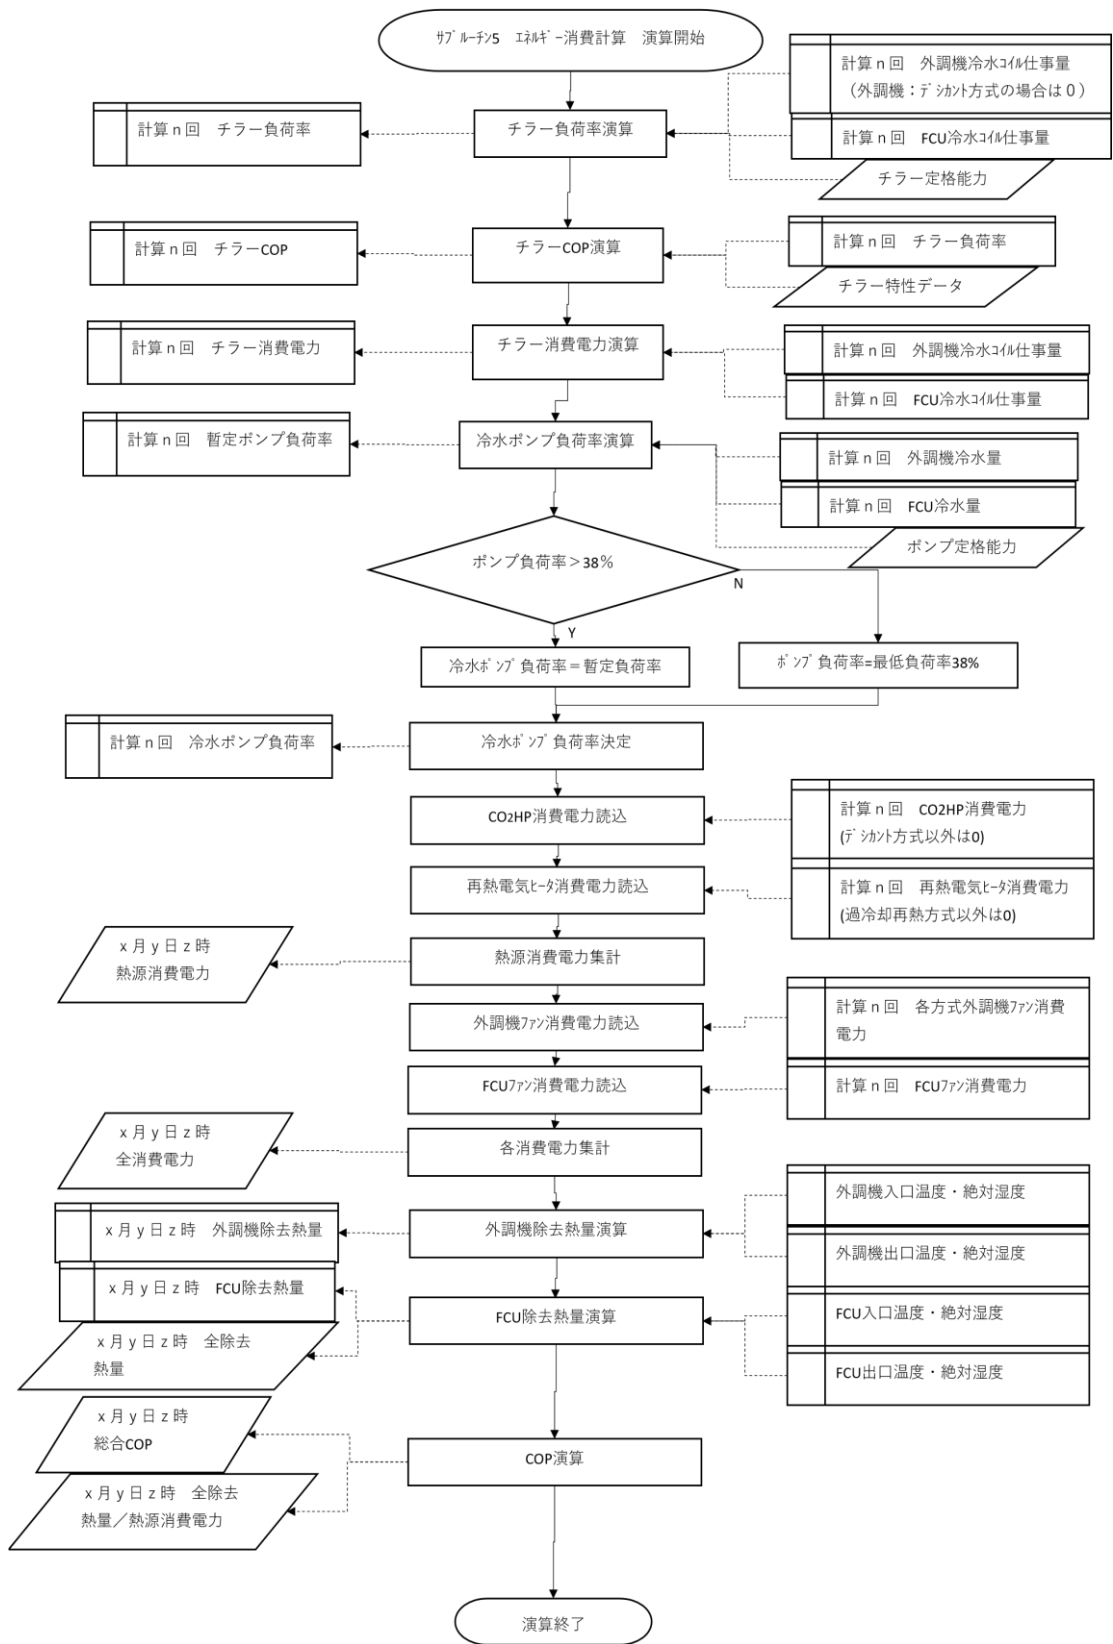 ｻﾌﾞﾙｰﾁﾝ5　ｴﾈﾙｷﾞｰ消費計算　演算開始
計算ｎ回　外調機冷水ｺｲﾙ仕事量
（外調機：ﾃﾞｼｶﾝﾄ方式の場合は０）
計算ｎ回　チラー負荷率
チラー負荷率演算
計算ｎ回　FCU冷水ｺｲﾙ仕事量
チラー定格能力
計算ｎ回　チラーCOP
チラーCOP演算
計算ｎ回　チラー負荷率
チラー特性データ
計算ｎ回　チラー消費電力
チラー消費電力演算
計算ｎ回　外調機冷水ｺｲﾙ仕事量
計算ｎ回　FCU冷水ｺｲﾙ仕事量
計算ｎ回　暫定ポンプ負荷率
冷水ポンプ負荷率演算
計算ｎ回　外調機冷水量
計算ｎ回　FCU冷水量
ポンプ定格能力
ポンプ負荷率＞38％
N
Y
冷水ﾎﾟﾝﾌﾟ負荷率＝暫定負荷率
ﾎﾟﾝﾌﾟ負荷率=最低負荷率38%
計算ｎ回　冷水ポンプ負荷率
冷水ﾎﾟﾝﾌﾟ負荷率決定
CO2HP消費電力読込
計算ｎ回　CO2HP消費電力
(ﾃﾞｼｶﾝﾄ方式以外は0)
再熱電気ﾋｰﾀ消費電力読込
計算ｎ回　再熱電気ﾋｰﾀ消費電力
(過冷却再熱方式以外は0)
ｘ月ｙ日ｚ時
熱源消費電力
熱源消費電力集計
外調機ﾌｧﾝ消費電力読込
計算ｎ回　各方式外調機ﾌｧﾝ消費
電力
FCUﾌｧﾝ消費電力読込
計算ｎ回　FCUﾌｧﾝ消費電力
ｘ月ｙ日ｚ時
全消費電力
各消費電力集計
外調機入口温度・絶対湿度
ｘ月ｙ日ｚ時　外調機除去熱量
外調機除去熱量演算
外調機出口温度・絶対湿度
ｘ月ｙ日ｚ時　FCU除去熱量
FCU除去熱量演算
FCU入口温度・絶対湿度
ｘ月ｙ日ｚ時　全除去
熱量
FCU出口温度・絶対湿度
ｘ月ｙ日ｚ時
総合COP
COP演算
ｘ月ｙ日ｚ時　全除去
熱量／熱源消費電力
演算終了